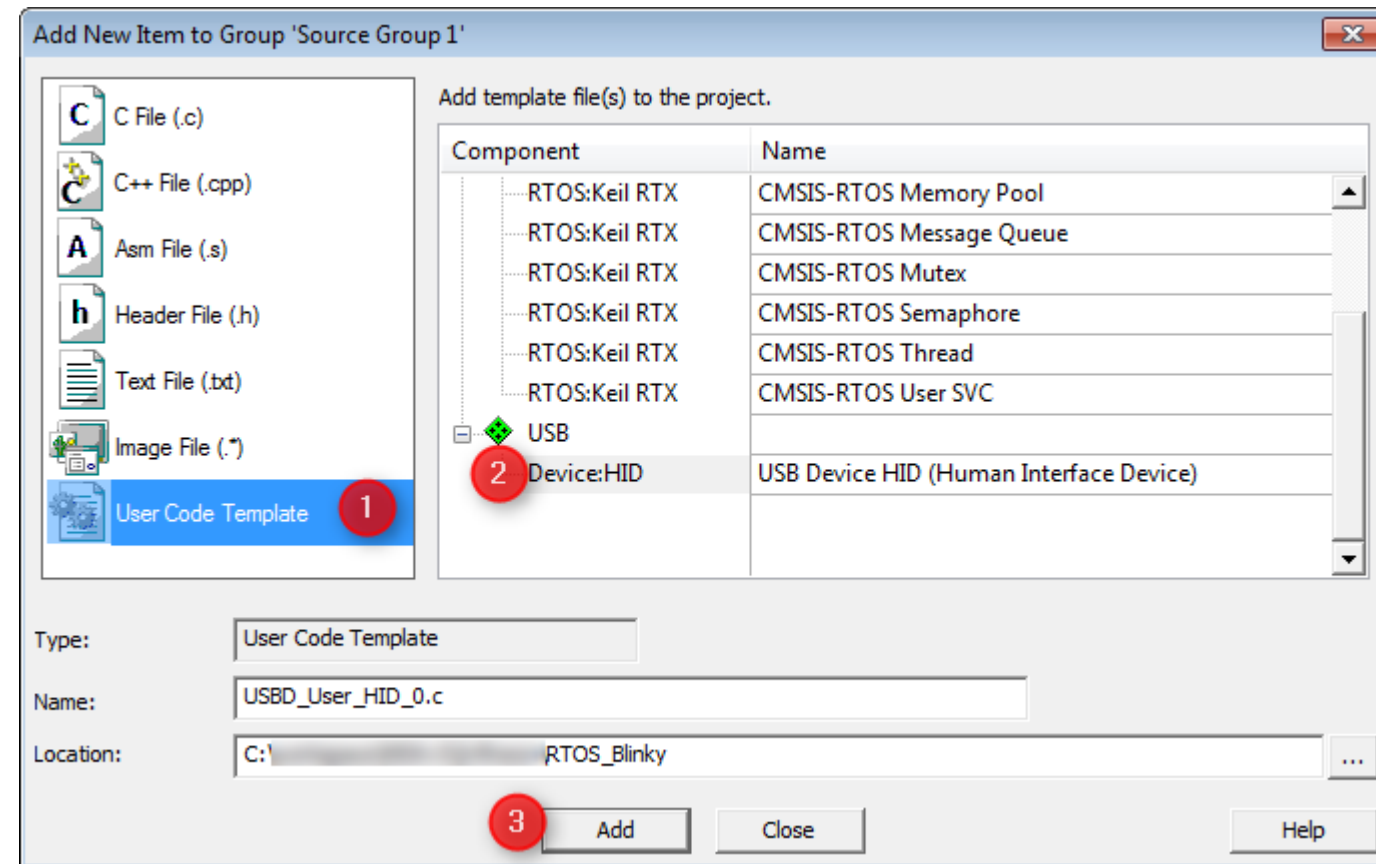 Add New Item to Group 'Source Group 1'
C File (.c)
C++ File (.cpp)
Asm File (.s)
Header File (.h)
Text File (.txt)
Image File (.*)
User Code Template
1
Add template file(s) to the project.
Component Name
RTOS:Keil RTX CMSIS-RTOS Memory Pool
RTOS:Keil RTX CMSIS-RTOS Message Queue
RTOS:Keil RTX CMSIS-RTOS Mutex
RTOS:Keil RTX CMSIS-RTOS Semaphore
RTOS:Keil RTX CMSIS-RTOS Thread
RTOS:Keil RTX CMSIS-RTOS User SVC
USB
2 Device:HID USB Device HID (Human Interface Device)
Type: User Code Template
Name: USBD_User_HID_0.c
Location: C:\ RTOS_Blinky ...
3 Add Close Help